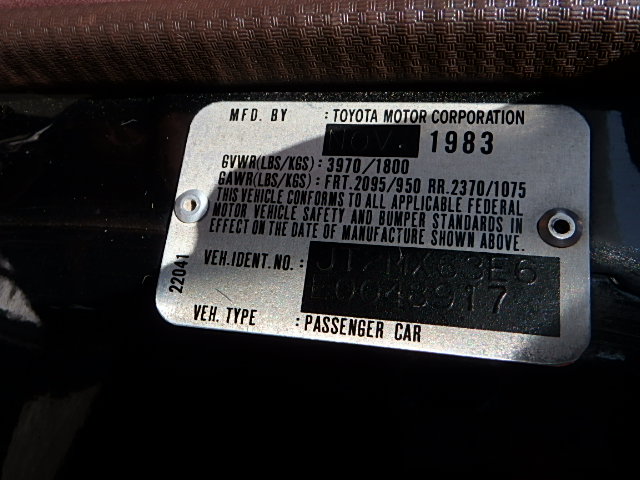 MFD. BY : TOYOTA MOTOR CORPORATION
NOV. 1983
GVWR(LBS/KGS): 3970/1800
GAWR(LBS/KGS): FRT. 2095/950 RR. 2370/1075
THIS VEHICLE CONFORMS TO ALL APPLICABLE FEDERAL
MOTOR VEHICLE SAFETY AND BUMPER STANDARDS IN
EFFECT ON THE DATE OF MANUFACTURE SHOWN ABOVE.
VEH. IDENT. NO. : JT2MX63E6
E0048917
VEH. TYPE : PASSENGER CAR
22041